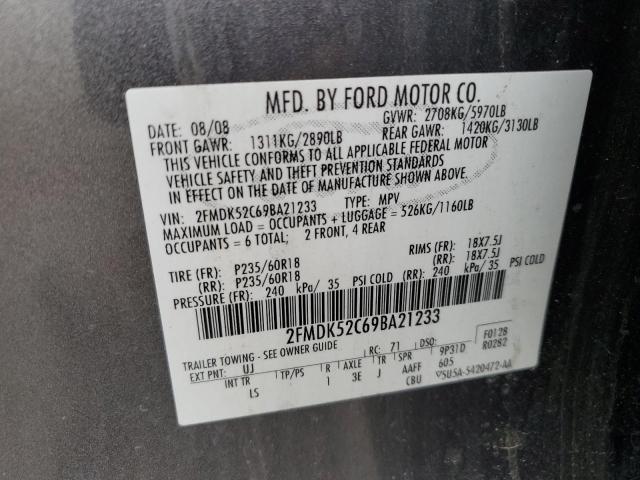 MFD. BY FORD MOTOR CO.
DATE: 08/08 GVWR: 2708KG/5970LB
FRONT GAWR: 1311KG/2890LB REAR GAWR: 1420KG/3130LB
THIS VEHICLE CONFORMS TO ALL APPLICABLE FEDERAL MOTOR
VEHICLE SAFETY AND THEFT PREVENTION STANDARDS
IN EFFECT ON THE DATE OF MANUFACTURE SHOWN ABOVE.
VIN: 2FMDK52C69BA21233 TYPE: MPV
MAXIMUM LOAD = OCCUPANTS + LUGGAGE = 526KG/1160LB
OCCUPANTS = 6 TOTAL; 2 FRONT, 4 REAR
TIRE (FR): P235/60R18 RIMS (FR): 18X7.5J
(RR): P235/60R18 (RR): 18X7.5J
PRESSURE (FR): 240 kPa/ 35 PSI COLD (RR): 240 kPa/ 35 PSI COLD
2FMDK52C69BA21233
TRAILER TOWING - SEE OWNER GUIDE RC: 71 DSO: F0128
EXT PNT: UJ 9P31D R0282
INT TR TP/PS R AXLE TR SPR 605
LS 1 3E J AAFF
CBU 5U5A-5420472-AA